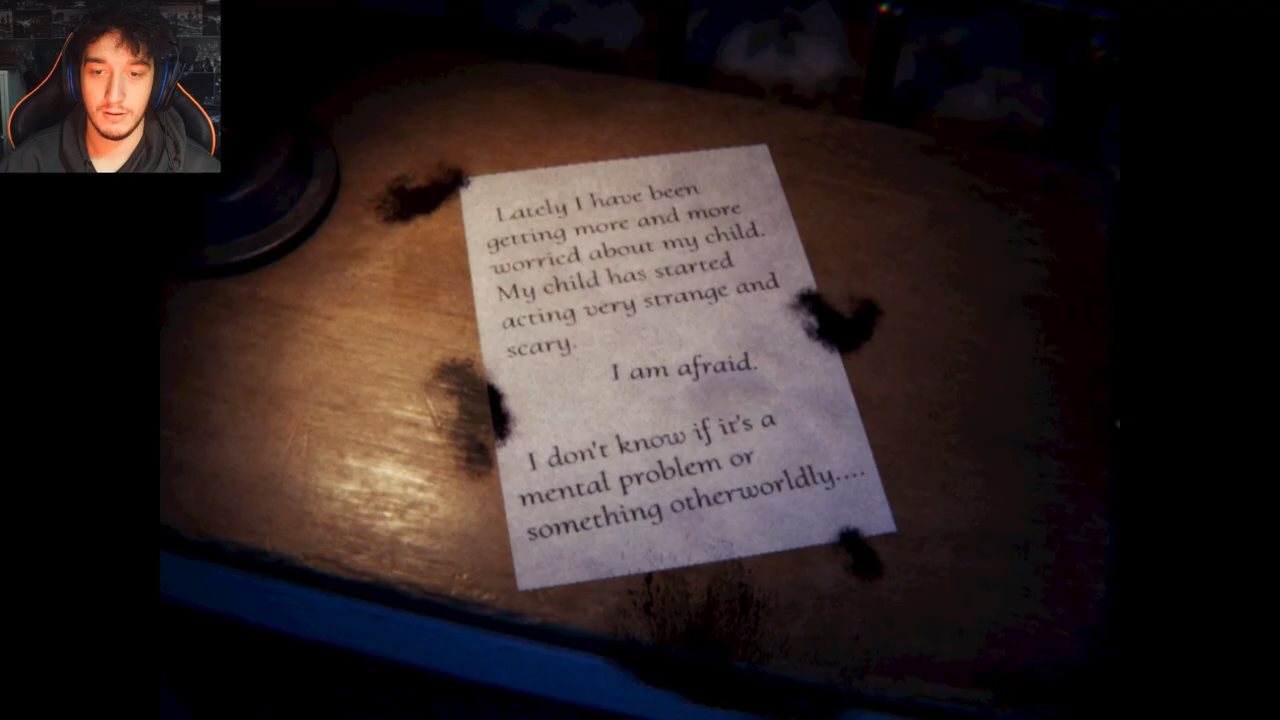 Lately I have been
getting more and more
worried about my child.
My child has started
acting very strange and
scary.
I am afraid.
I don't know if it's a
mental problem or
something otherworldly....